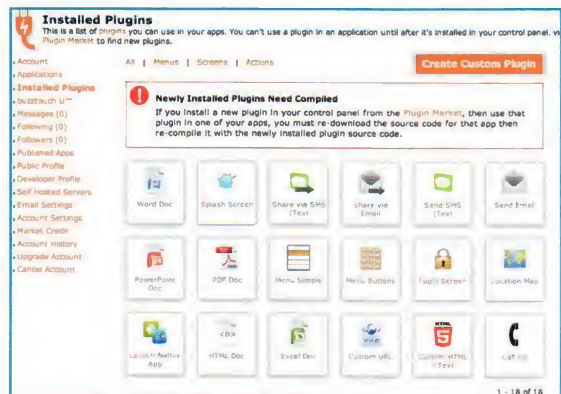 Installed Plugins
This is a list of plugins you can use in your apps. You can't use a plugin in an application until after it's installed in your control panel. vi
Plugin Market to find new plugins.
Account
Applications
Installed Plugins
buzztouch U™
Messages (0)
Following (0)
Followers (0)
Published Apps
Public Profile
Developer Profile
Self Hosted Servers
Email Settings
Account Settings
Market Credit
Account History
Upgrade Account
Cancel Account
All | Menus | Screens | Actions
Create Custom Plugin
Newly Installed Plugins Need Compiled
If you install a new plugin in your control panel from the Plugin Market, then use that
plugin in one of your apps, you must re-download the source code for that app then
re-compile it with the newly installed plugin source code.
Word Doc
Splash Screen
Share via SMS
(Text
Share via
Email
Send SMS
(Text
Send Email
PowerPoint
Doc
PDF Doc
Menu Simple
Menu Buttons
Login Screen
Location Map
Launch Native
App
<h>
HTML Doc
Excel Doc
PHP
Custom URL
HTML
5
Custom HTML
Text
Call Us
1 - 18 of 18